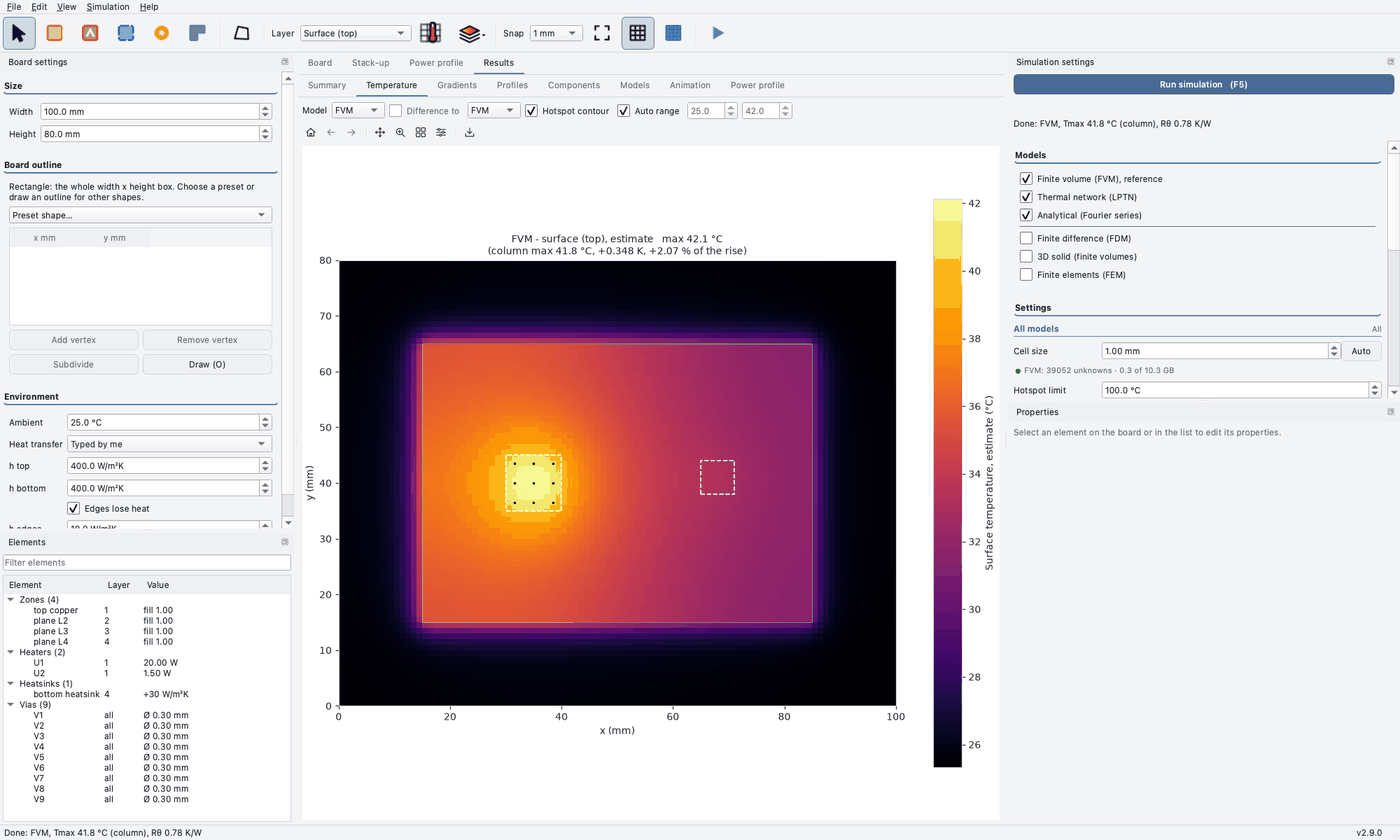 File Edit View Simulation Help
Layer Surface (top) Snap 1 mm
Board settings
Size
Width 100.0 mm
Height 80.0 mm
Board outline
Rectangle: the whole width x height box. Choose a preset or
draw an outline for other shapes.
Preset shape...
x mm y mm
Add vertex Remove vertex
Subdivide Draw (O)
Environment
Ambient 25.0 °C
Heat transfer Typed by me
h top 400.0 W/m²K
h bottom 400.0 W/m²K
Edges lose heat
h edges 10.0 W/m²K
Elements
Filter elements
Element Layer Value
Zones (4)
top copper 1 fill 1.00
plane L2 2 fill 1.00
plane L3 3 fill 1.00
plane L4 4 fill 1.00
Heaters (2)
U1 1 20.00 W
U2 1 1.50 W
Heatsinks (1)
bottom heatsink 4 +30 W/m²K
Vias (9)
V1 all Ø 0.30 mm
V2 all Ø 0.30 mm
V3 all Ø 0.30 mm
V4 all Ø 0.30 mm
V5 all Ø 0.30 mm
V6 all Ø 0.30 mm
V7 all Ø 0.30 mm
V8 all Ø 0.30 mm
V9 all Ø 0.30 mm
Board Stack-up Power profile Results
Summary Temperature Gradients Profiles Components Models Animation Power profile
Model FVM Difference to FVM Hotspot contour Auto range 25.0 42.0
FVM - surface (top), estimate max 42.1 °C
(column max 41.8 °C, +0.348 K, +2.07 % of the rise)
80
70
60
50
40
30
20
10
0
y (mm)
0 20 40 60 80 100
x (mm)
42
40
38
36
34
32
30
28
26
Surface temperature, estimate (°C)
Simulation settings
Run simulation (F5)
Done: FVM, Tmax 41.8 °C (column), Rθ 0.78 K/W
Models
Finite volume (FVM), reference
Thermal network (LPTN)
Analytical (Fourier series)
Finite difference (FDM)
3D solid (finite volumes)
Finite elements (FEM)
Settings
All models All
Cell size 1.00 mm Auto
FVM: 39052 unknowns · 0.3 of 10.3 GB
Hotspot limit 100.0 °C
Properties
Select an element on the board or in the list to edit its properties.
Done: FVM, Tmax 41.8 °C (column), Rθ 0.78 K/W
v2.9.0